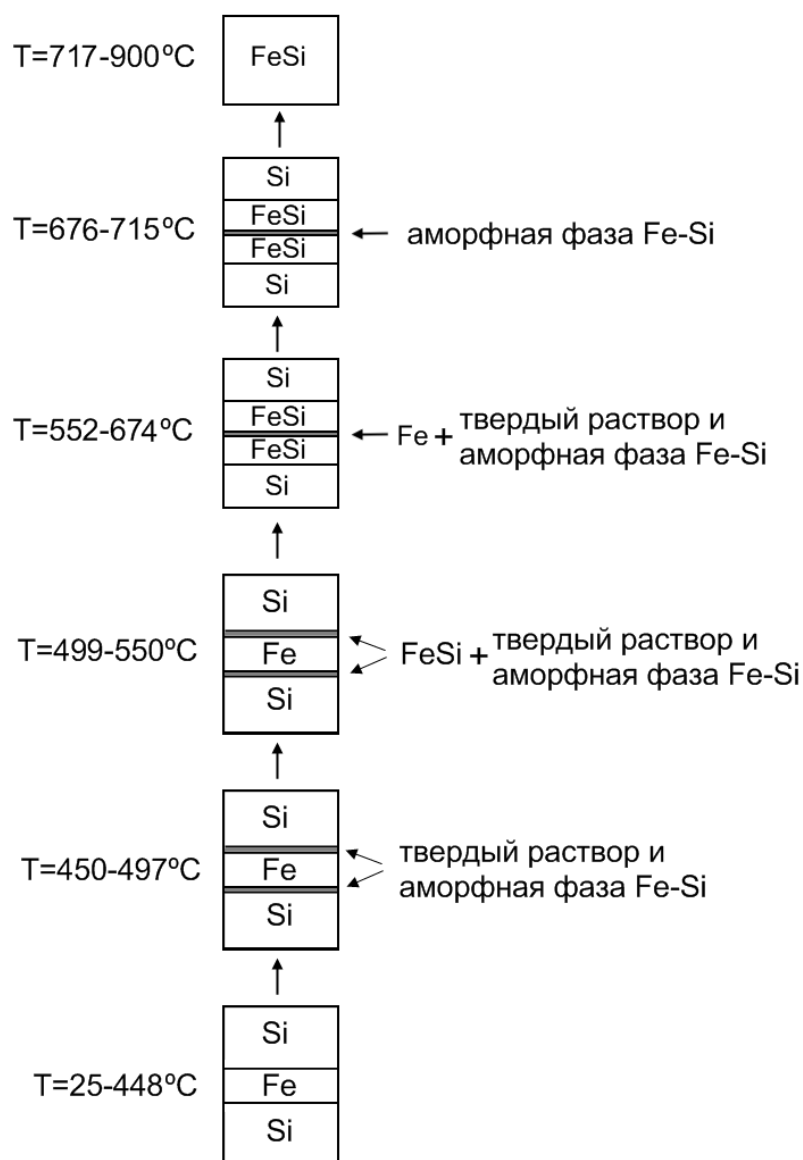 T=717-900ºC
FeSi
Si
FeSi
T=676-715ºC
аморфная фаза Fe-Si
FeSi
Si
Si
FeSi
T=552-674ºC
Fe + твердый раствор и
аморфная фаза Fe-Si
FeSi
Si
Si
T=499-550ºC
Fe
FeSi + твердый раствор и
аморфная фаза Fe-Si
Si
Si
T=450-497ºC
Fe
твердый раствор и
аморфная фаза Fe-Si
Si
Si
T=25-448ºC
Fe
Si